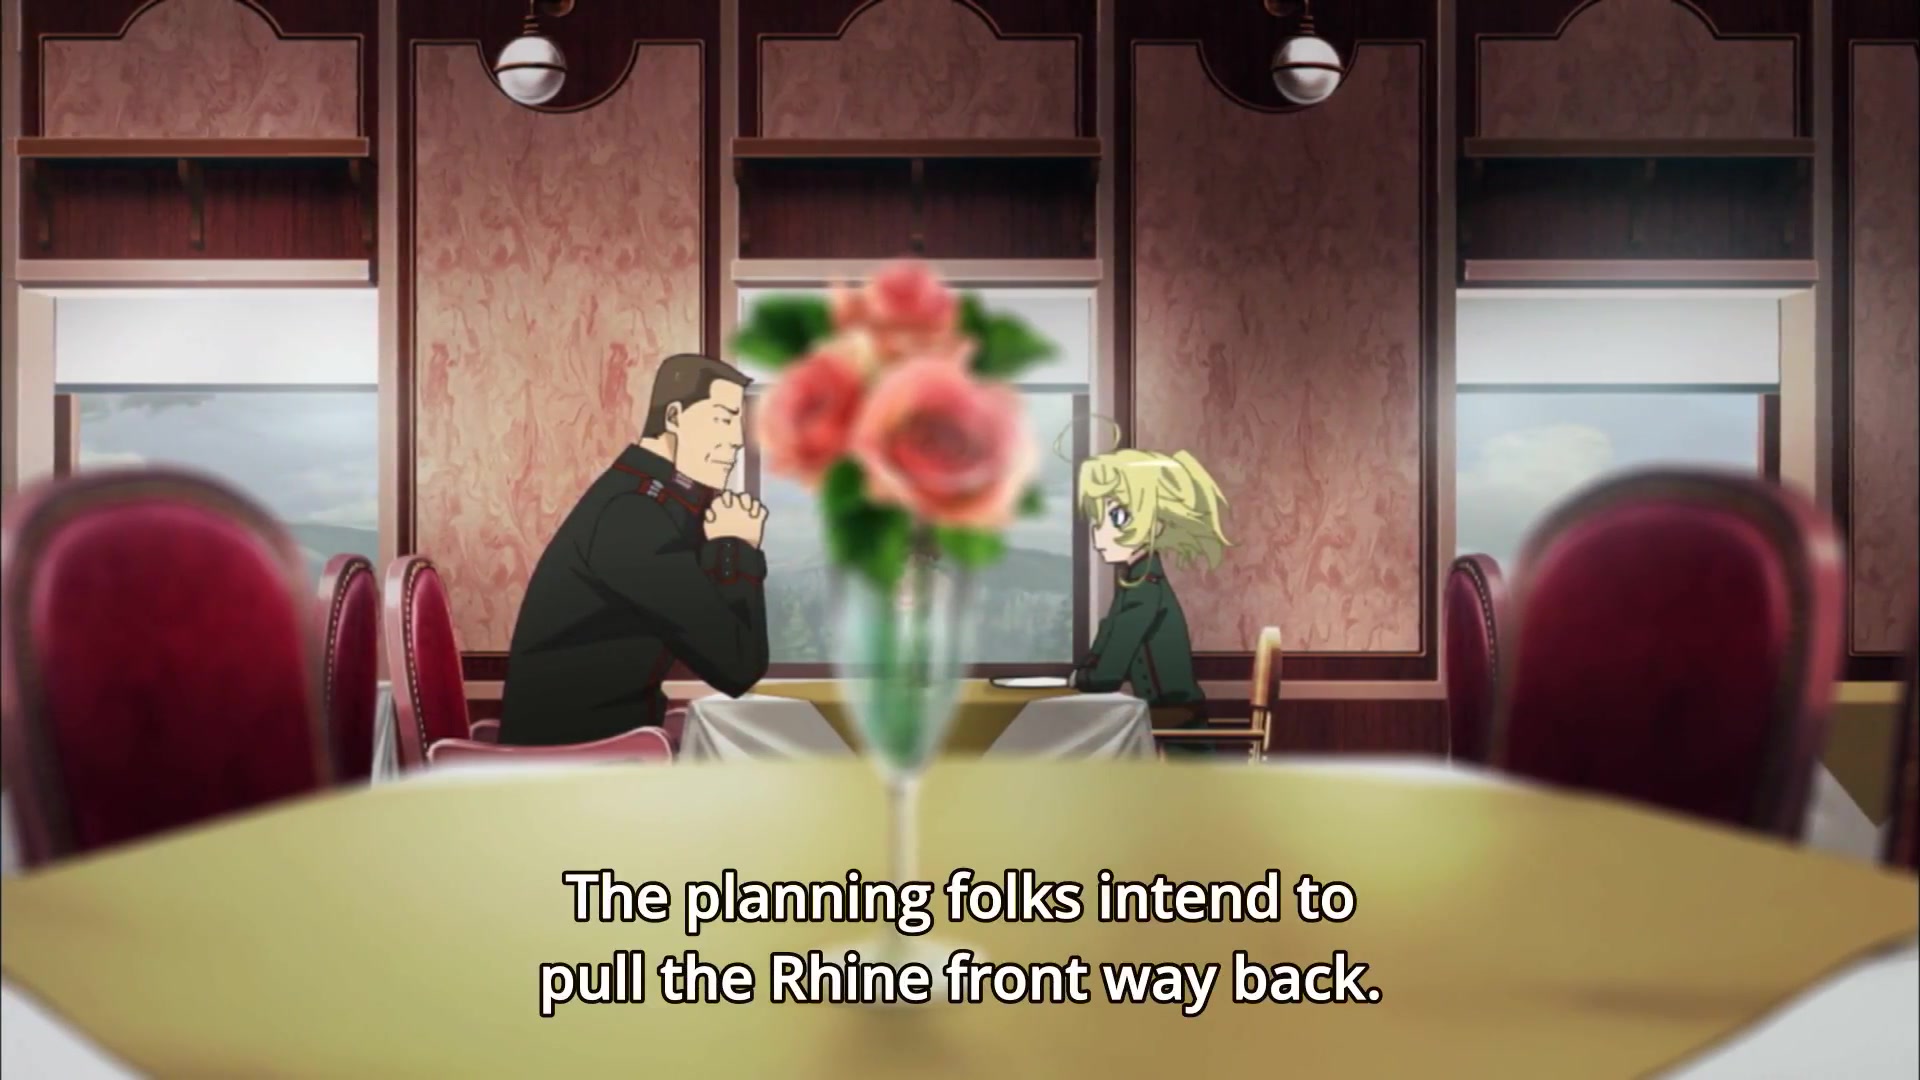 The planning folks intend to
pull the Rhine front way back.